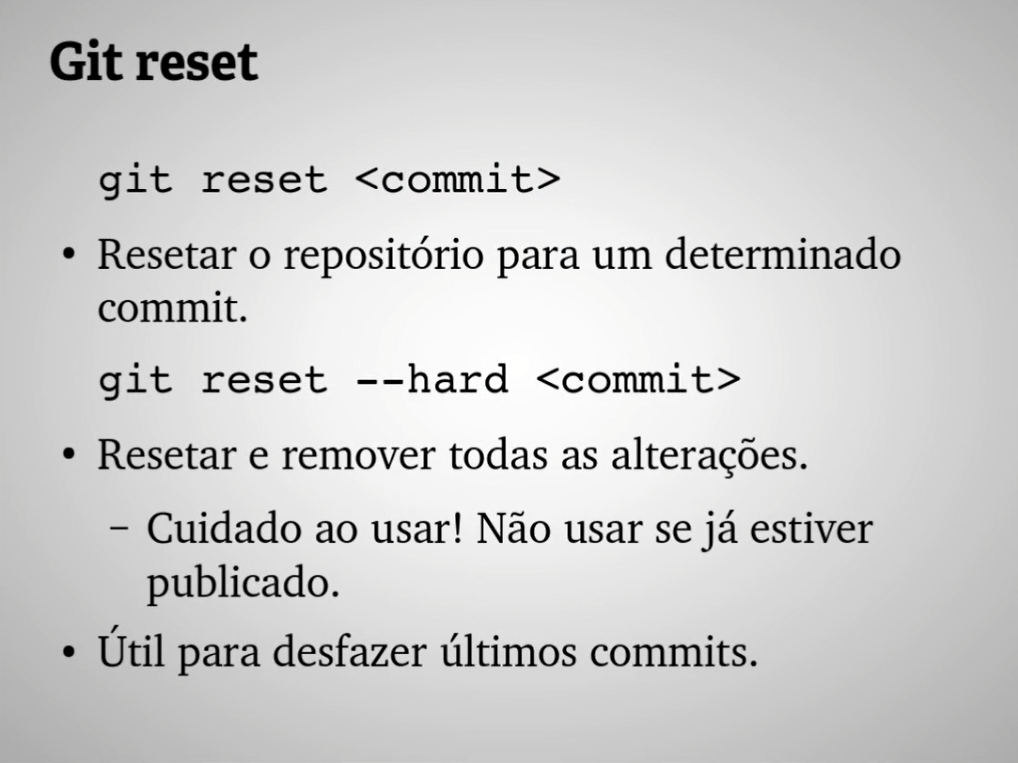 Git reset
git reset <commit>
• Resetar o repositório para um determinado
commit.
git reset --hard <commit>
• Resetar e remover todas as alterações.
– Cuidado ao usar! Não usar se já estiver
publicado.
• Útil para desfazer últimos commits.